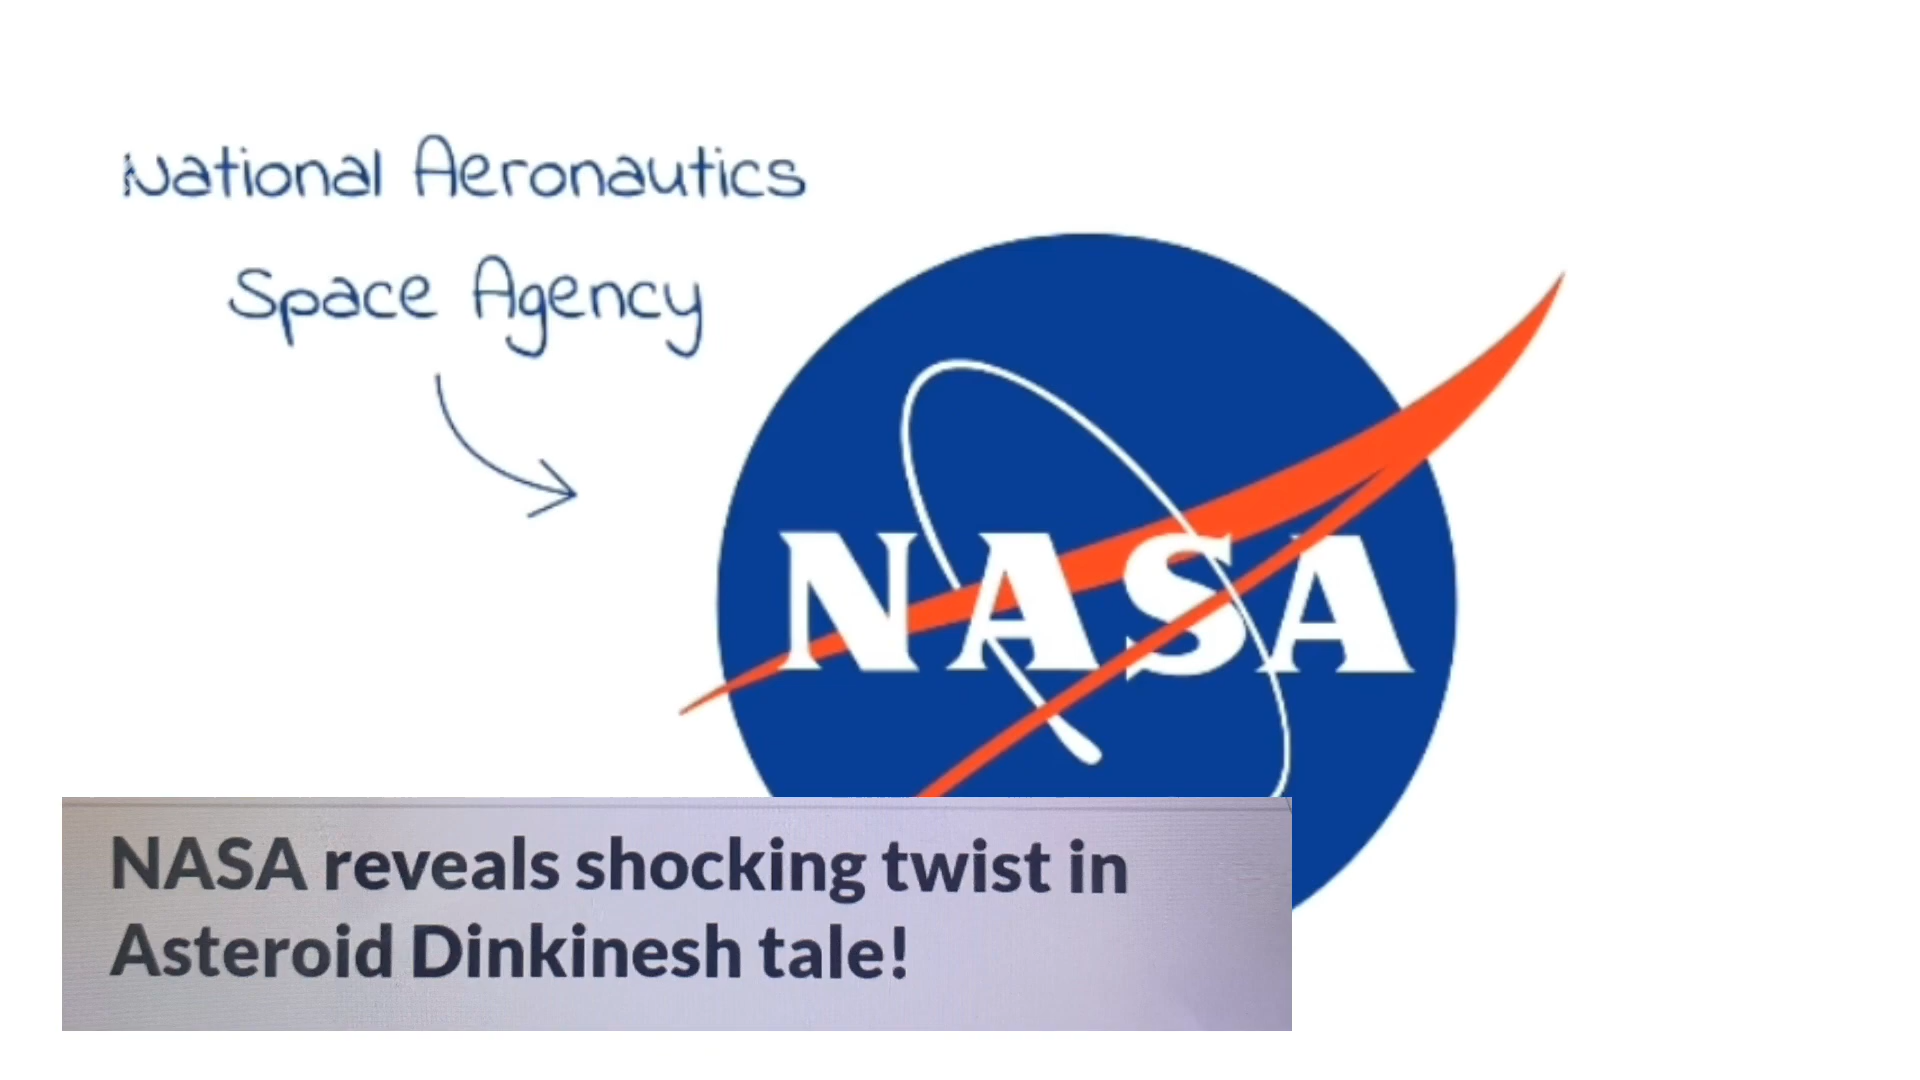 National Aeronautics
Space Agency
NASA
NASA reveals shocking twist in
Asteroid Dinkinesh tale!